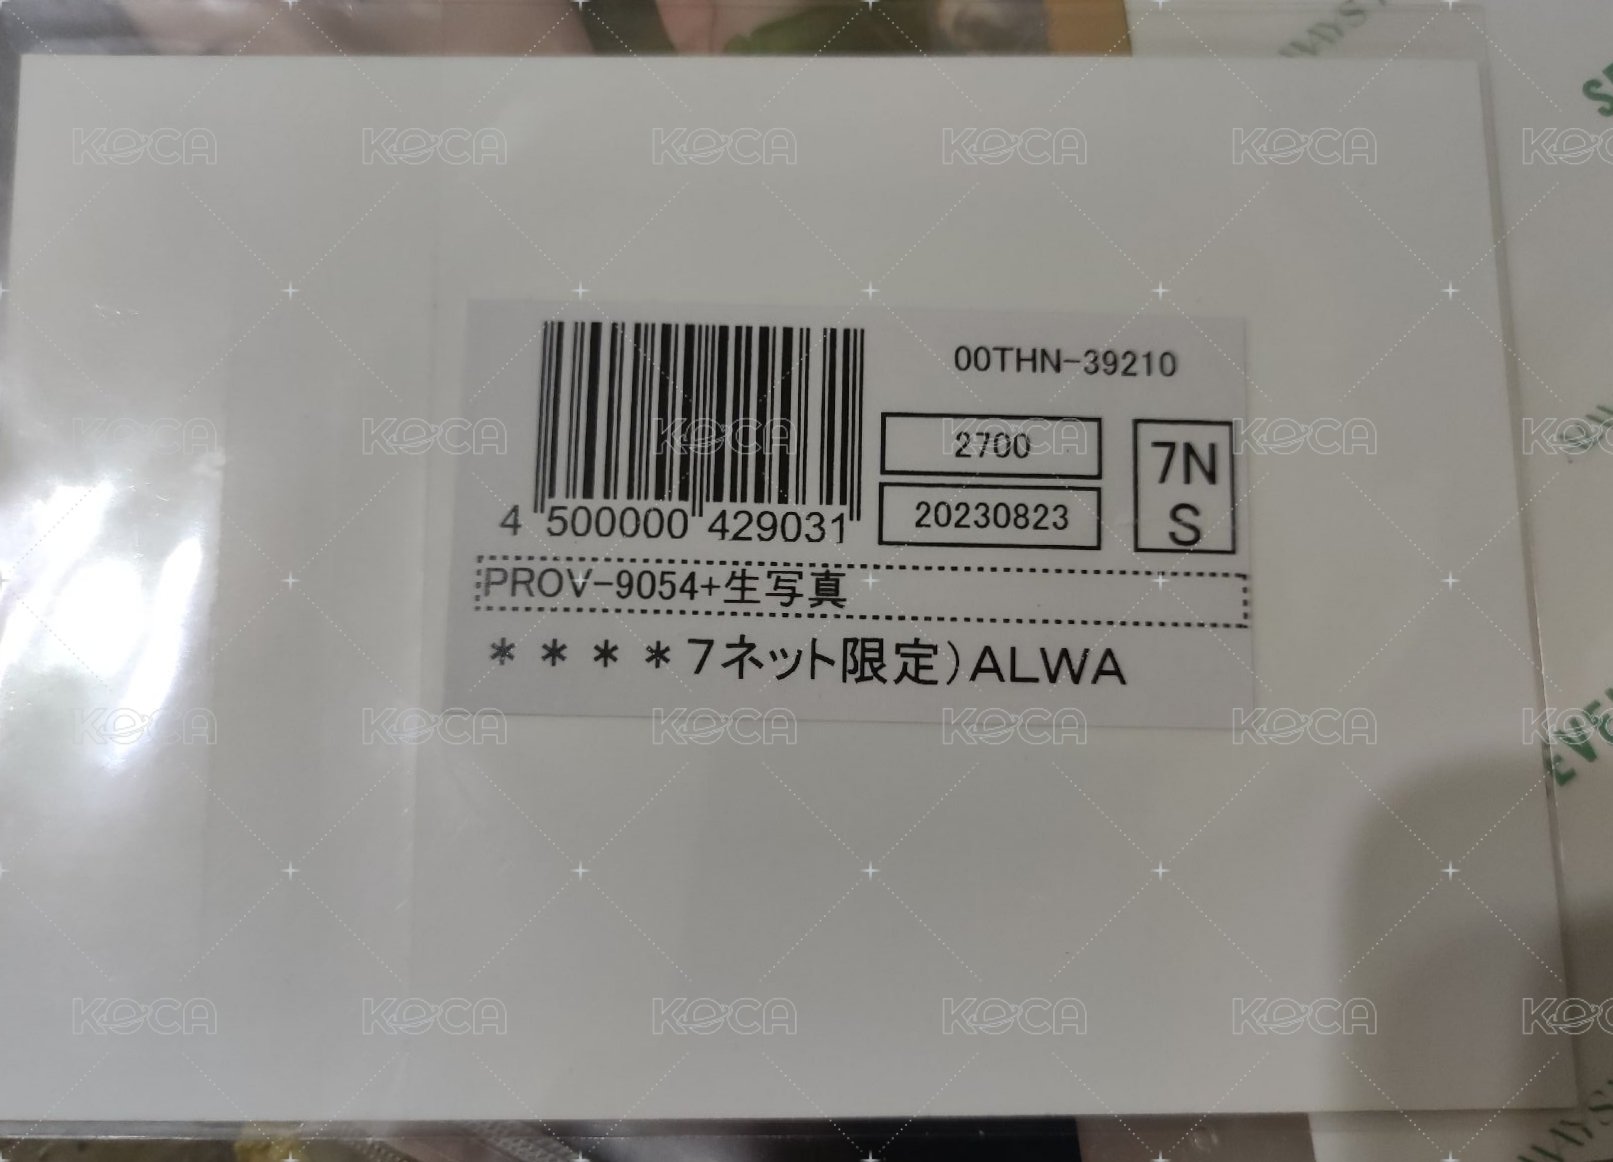 00THN-39210
2700
7N
S
20230823
4 500000 429031
PROV-9054+生写真
****7ネット限定)ALWA
KOCA